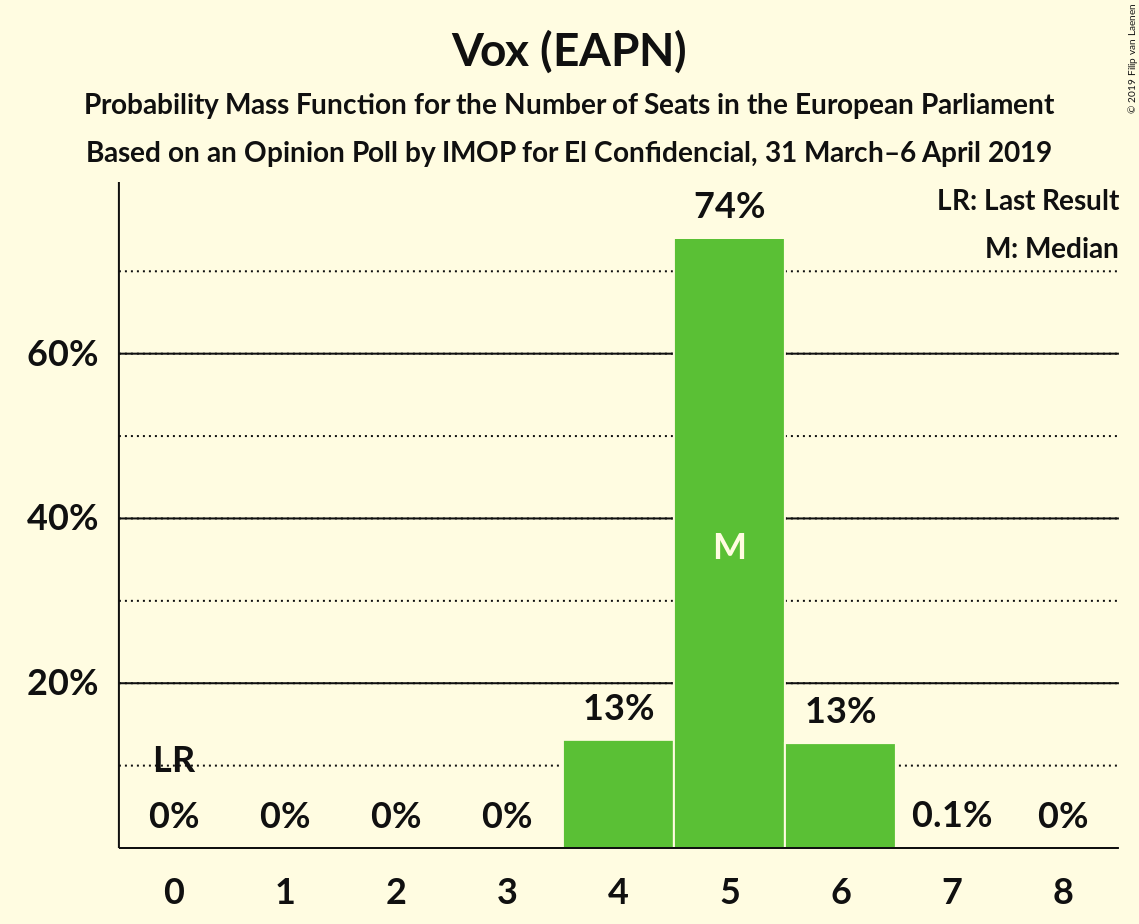 Vox (EAPN)
Probability Mass Function for the Number of Seats in the European Parliament
Based on an Opinion Poll by IMOP for El Confidencial, 31 March–6 April 2019
© 2019 Filip van Laenen
LR: Last Result
M: Median
74%
60%
40%
M
20%
13%
13%
LR
0%
0%
0%
0%
0.1%
0%
0
1
2
3
4
5
6
7
8